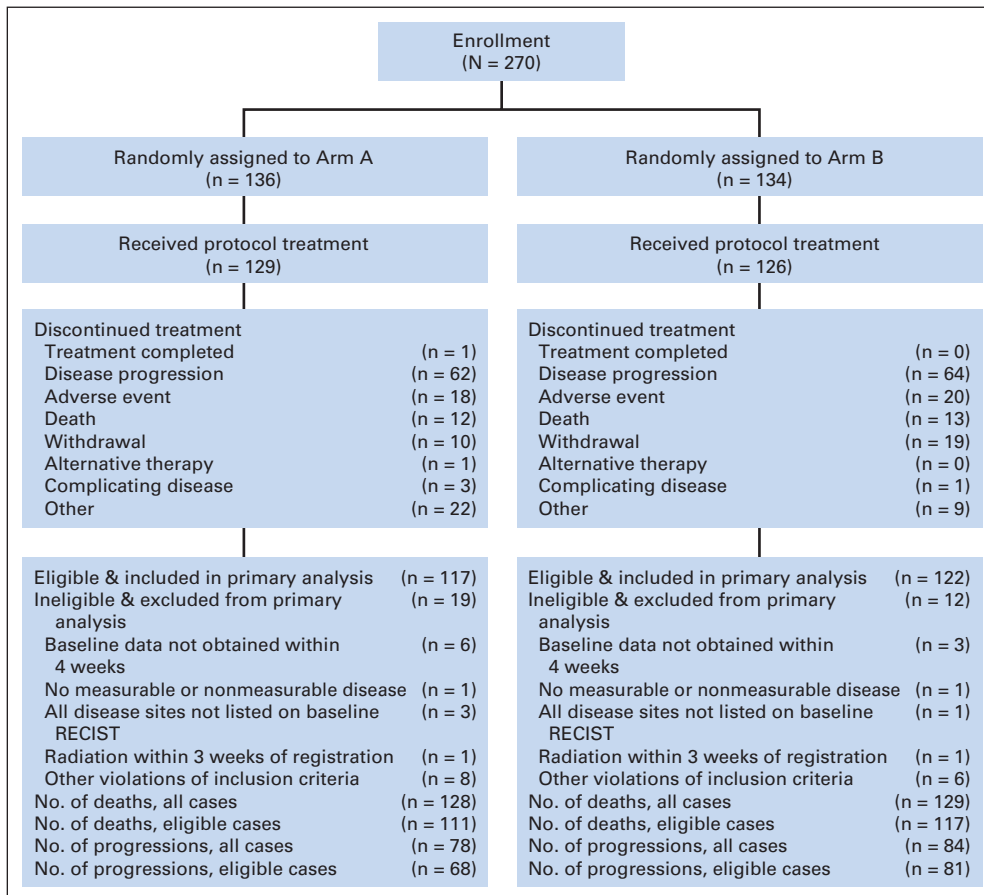 Enrollment
(N = 270)
Randomly assigned to Arm A
(n = 136)
Received protocol treatment
(n = 129)
Discontinued treatment
Treatment completed (n = 1)
Disease progression (n = 62)
Adverse event (n = 18)
Death (n = 12)
Withdrawal (n = 10)
Alternative therapy (n = 1)
Complicating disease (n = 3)
Other (n = 22)
Eligible & included in primary analysis (n = 117)
Ineligible & excluded from primary (n = 19)
analysis
Baseline data not obtained within (n = 6)
4 weeks
No measurable or nonmeasurable disease (n = 1)
All disease sites not listed on baseline (n = 3)
RECIST
Radiation within 3 weeks of registration (n = 1)
Other violations of inclusion criteria (n = 8)
No. of deaths, all cases (n = 128)
No. of deaths, eligible cases (n = 111)
No. of progressions, all cases (n = 78)
No. of progressions, eligible cases (n = 68)
Randomly assigned to Arm B
(n = 134)
Received protocol treatment
(n = 126)
Discontinued treatment
Treatment completed (n = 0)
Disease progression (n = 64)
Adverse event (n = 20)
Death (n = 13)
Withdrawal (n = 19)
Alternative therapy (n = 0)
Complicating disease (n = 1)
Other (n = 9)
Eligible & included in primary analysis (n = 122)
Ineligible & excluded from primary (n = 12)
analysis
Baseline data not obtained within (n = 3)
4 weeks
No measurable or nonmeasurable disease (n = 1)
All disease sites not listed on baseline (n = 1)
RECIST
Radiation within 3 weeks of registration (n = 1)
Other violations of inclusion criteria (n = 6)
No. of deaths, all cases (n = 129)
No. of deaths, eligible cases (n = 117)
No. of progressions, all cases (n = 84)
No. of progressions, eligible cases (n = 81)